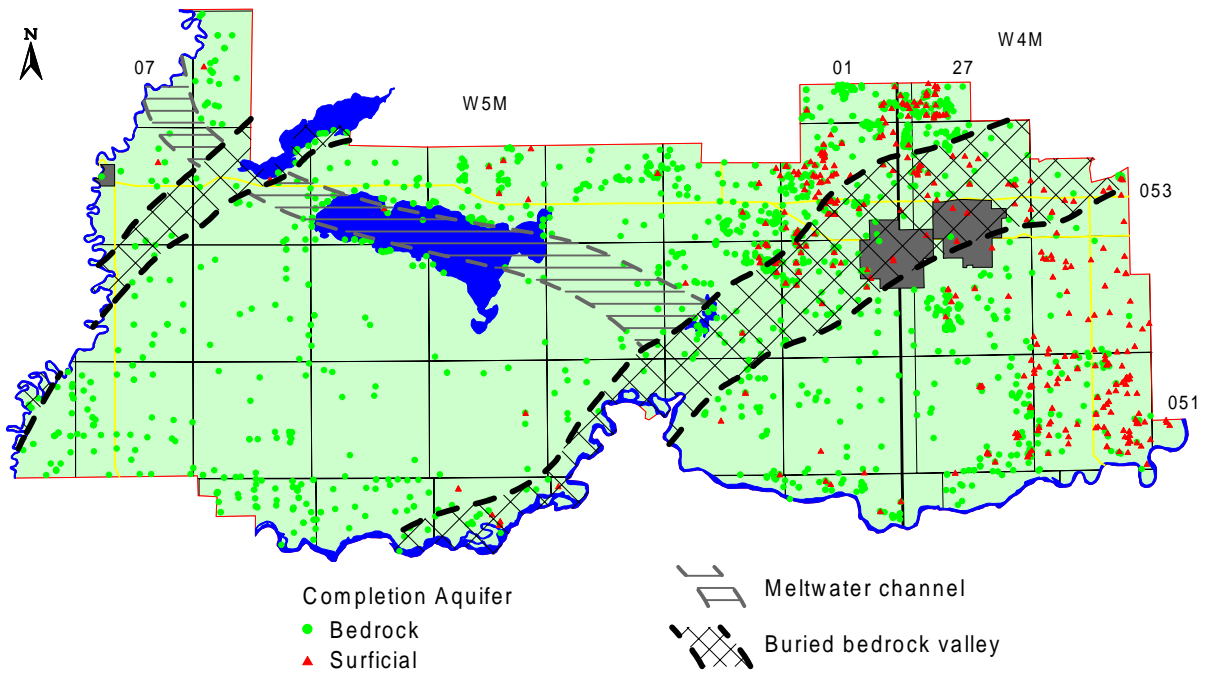 N
W4M
07
01
27
W5M
053
051
Completion Aquifer
Bedrock
Surficial
Meltwater channel
Buried bedrock valley